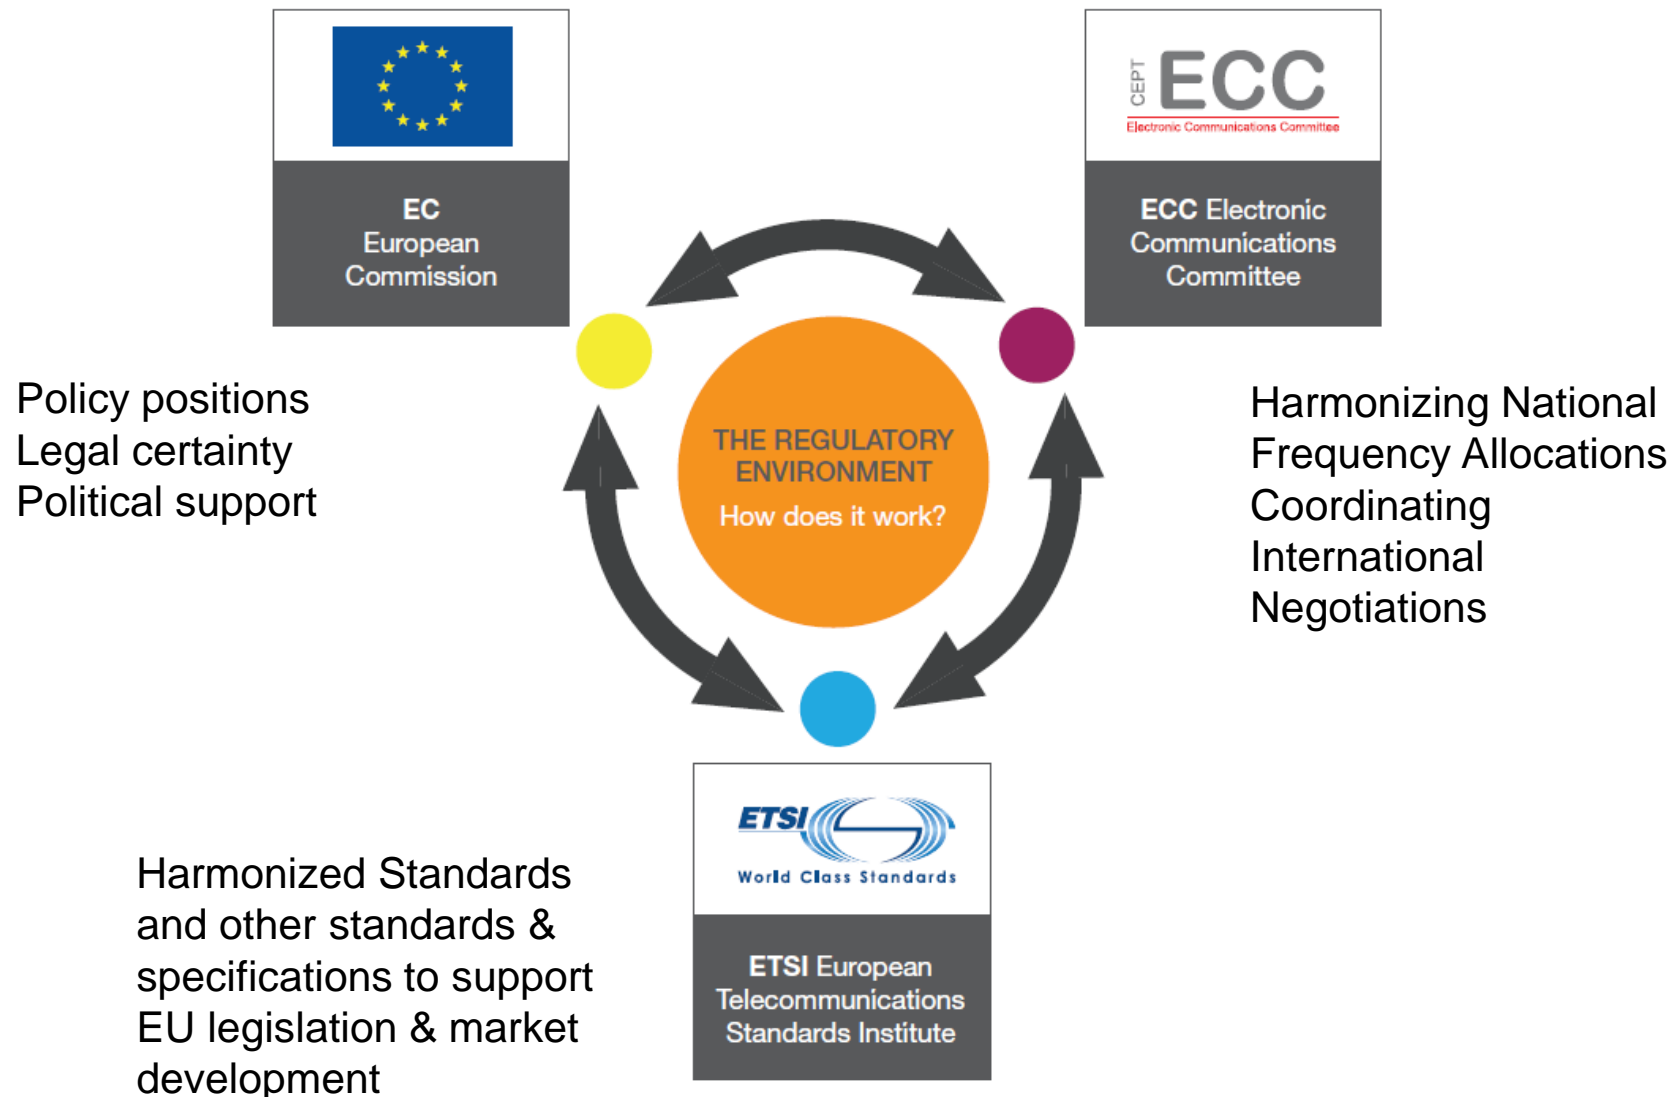 EC
European
Commission
CEPT
ECC
Electronic Communications Committee
ECC Electronic
Communications
Committee
Policy positions
Legal certainty
Political support
THE REGULATORY
ENVIRONMENT
How does it work?
Harmonizing National
Frequency Allocations
Coordinating
International
Negotiations
Harmonized Standards
and other standards &
specifications to support
EU legislation & market
development
ETSI
World Class Standards
ETSI European
Telecommunications
Standards Institute